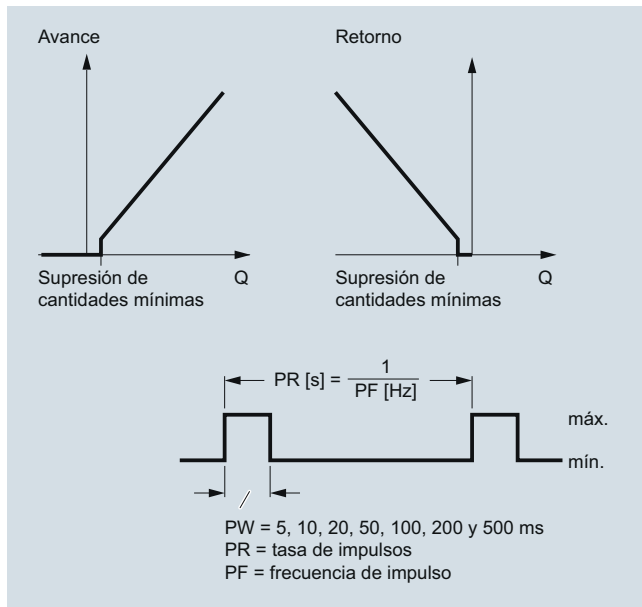 Avance
Retorno
Supresión de
cantidades mínimas
Q
Supresión de
cantidades mínimas
Q
PR [s] = 1
PF [Hz]
máx.
mín.
PW = 5, 10, 20, 50, 100, 200 y 500 ms
PR = tasa de impulsos
PF = frecuencia de impulso